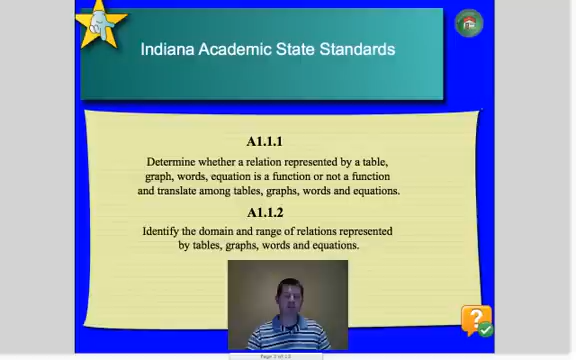 Indiana Academic State Standards
A1.1.1
Determine whether a relation represented by a table,
graph, words, equation is a function or not a function
and translate among tables, graphs, words and equations.
A1.1.2
Identify the domain and range of relations represented
by tables, graphs, words and equations.
?